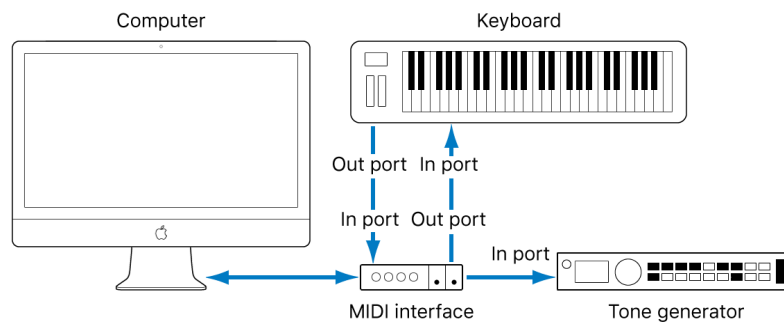 Computer
Keyboard
Out port
In port
In port
Out port
In port
MIDI interface
Tone generator